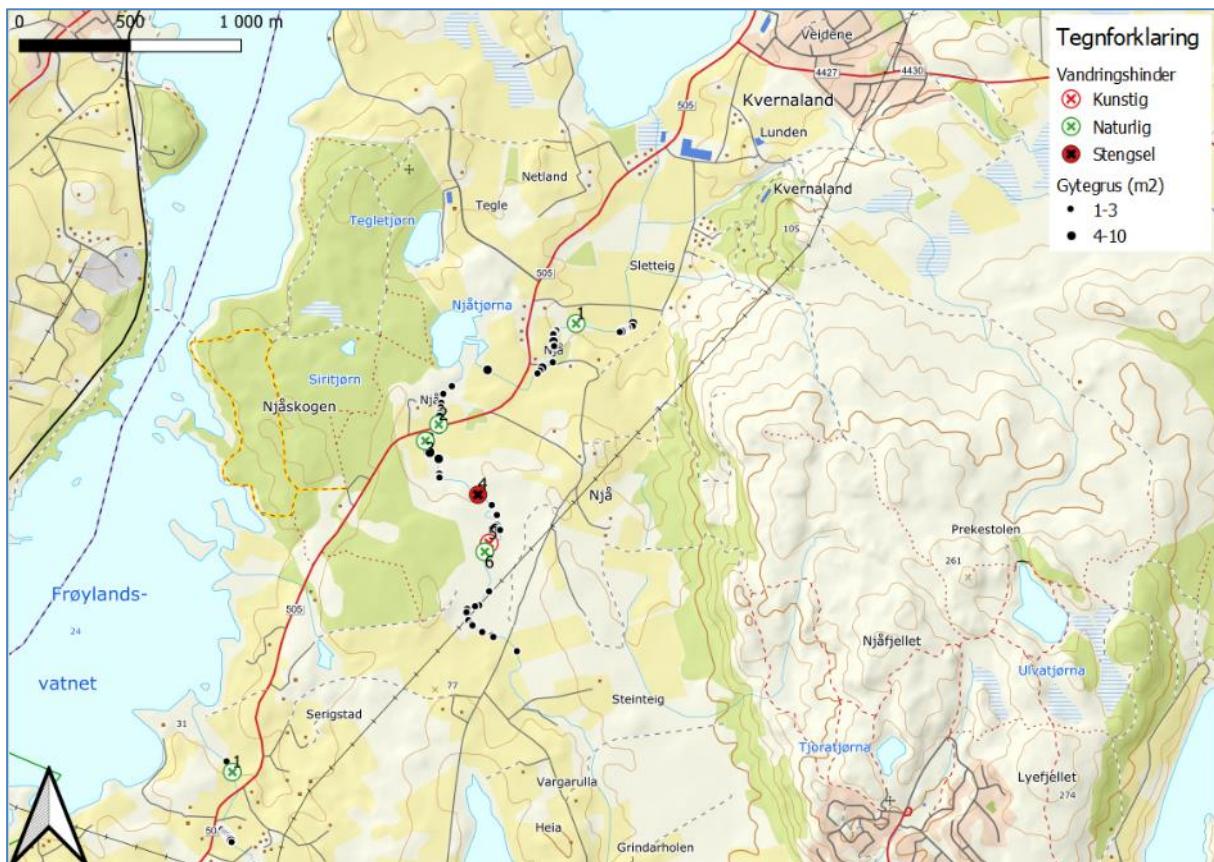 0 500 1 000 m
Tegnforklaring
Vandringshinder
Kunstig
Naturlig
Stengsel
Gytegrus (m2)
1-3
4-10
Veidene
4427
4430
505
Kvernaland
Lunden
Netland
Kvernaland
Tegle
Tegletjørn
105
Sletteig
505
Njåtjørna
1
Njå
Siritjørn
Njåskogen
Njå
2
4
Njå
Prekestolen
261
6
Frøylands-
24
vatnet
505
Njåfjellet
Ulvatjørna
77
Steinteig
31
Serigstad
Tjoratjørna
1
Vargarulla
Lyefjellet
274
50
Heia
Grindarholen